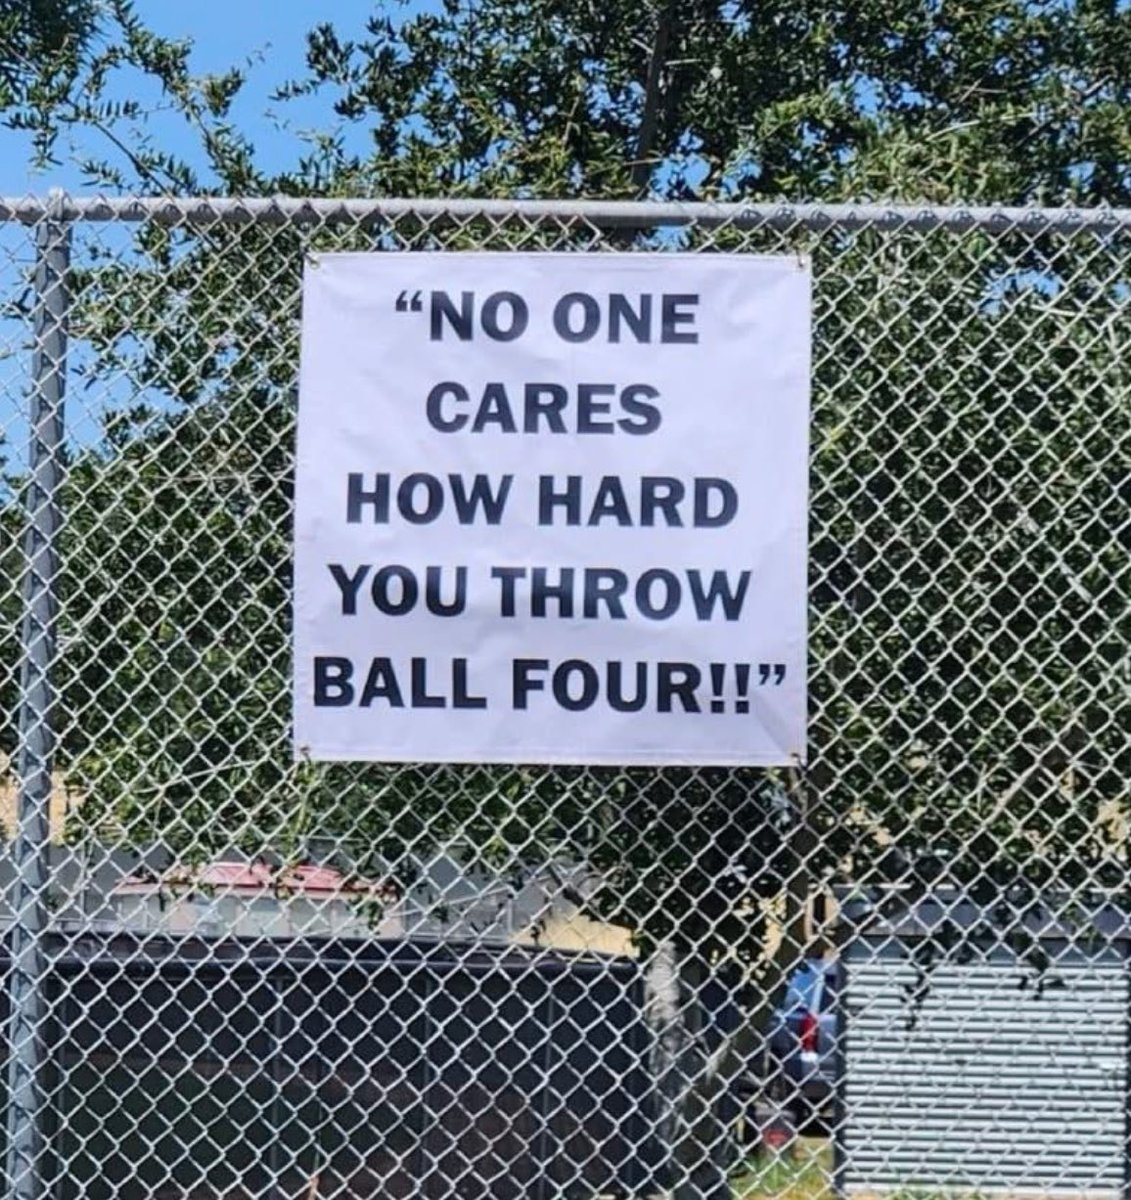 “NO ONE
CARES
HOW HARD
YOU THROW
BALL FOUR!!”